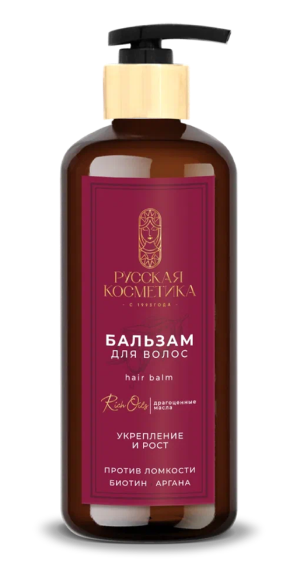 РУССКАЯ
КОСМЕТИКА
БАЛЬЗАМ
ДЛЯ ВОЛОС
hair balm
Rich Oils | драгоценные
масла
УКРЕПЛЕНИЕ
И РОСТ
ПРОТИВ ЛОМКОСТИ
БИОТИН АРГАНА